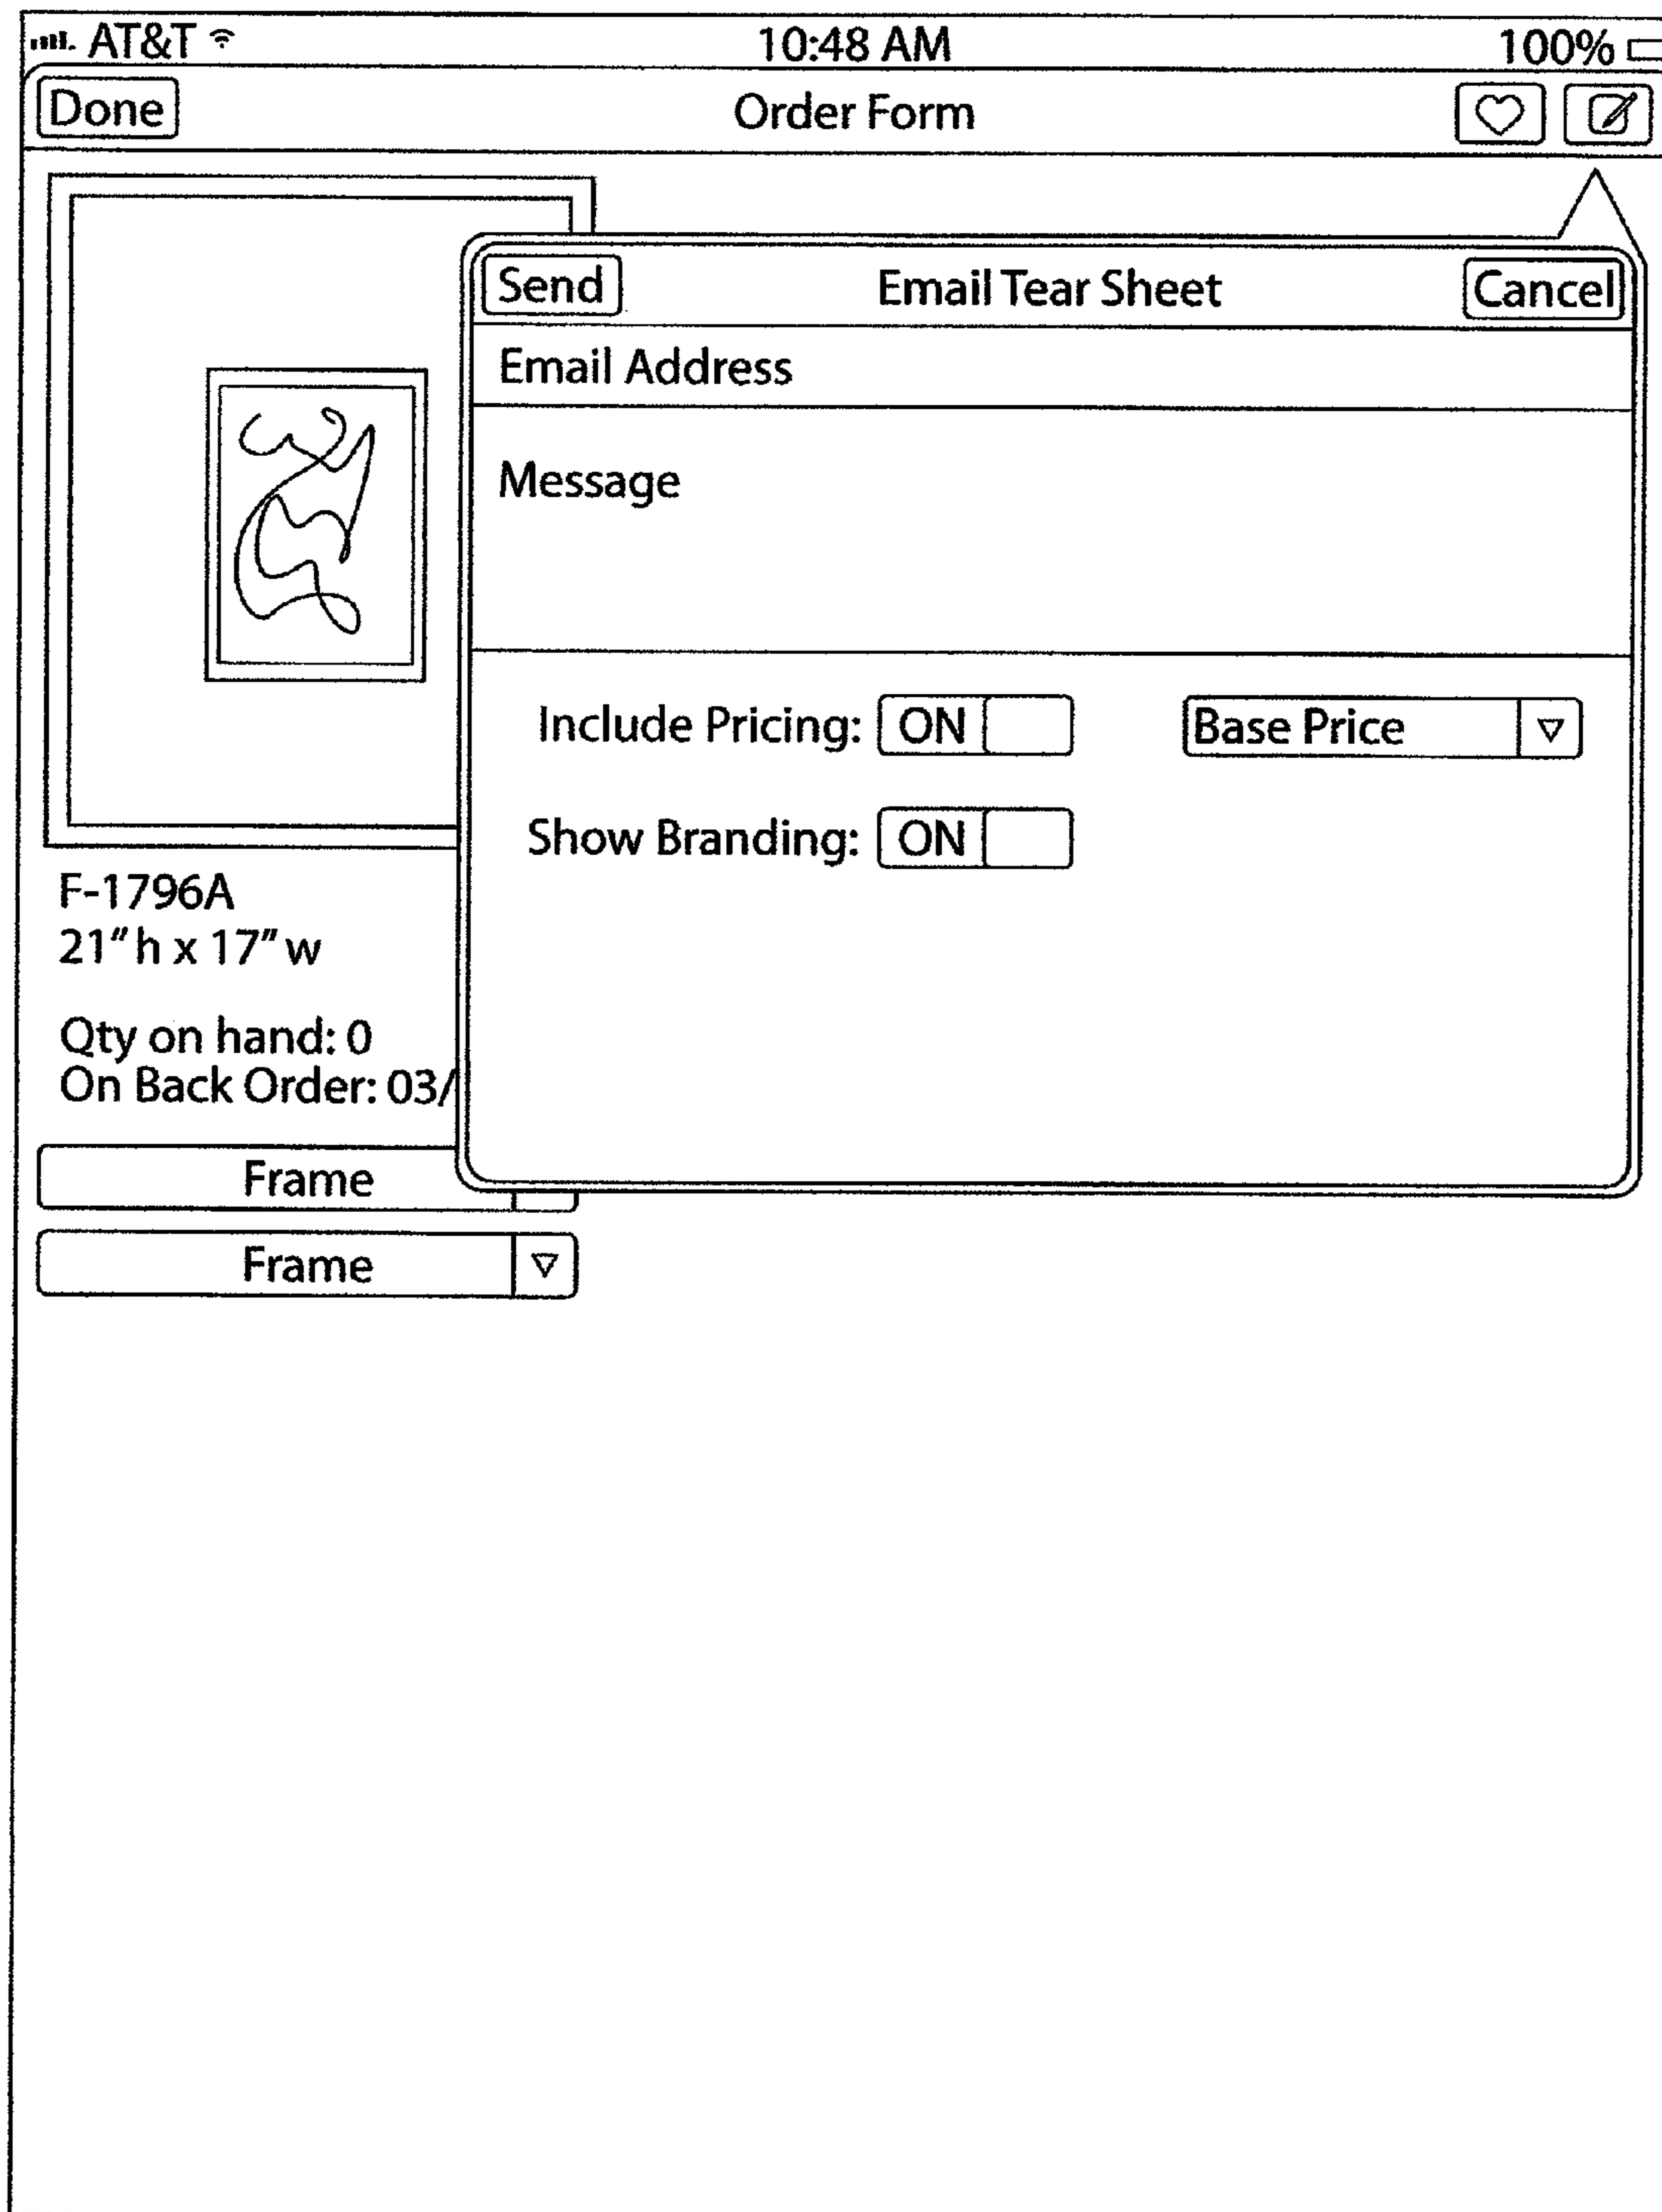 AT&T 10:48 AM 100%
Done Order Form
Send Email Tear Sheet Cancel
Email Address
Message
Include Pricing: ON Base Price
Show Branding: ON
F-1796A
21" h x 17" w
Qty on hand: 0
On Back Order: 03/
Frame
Frame